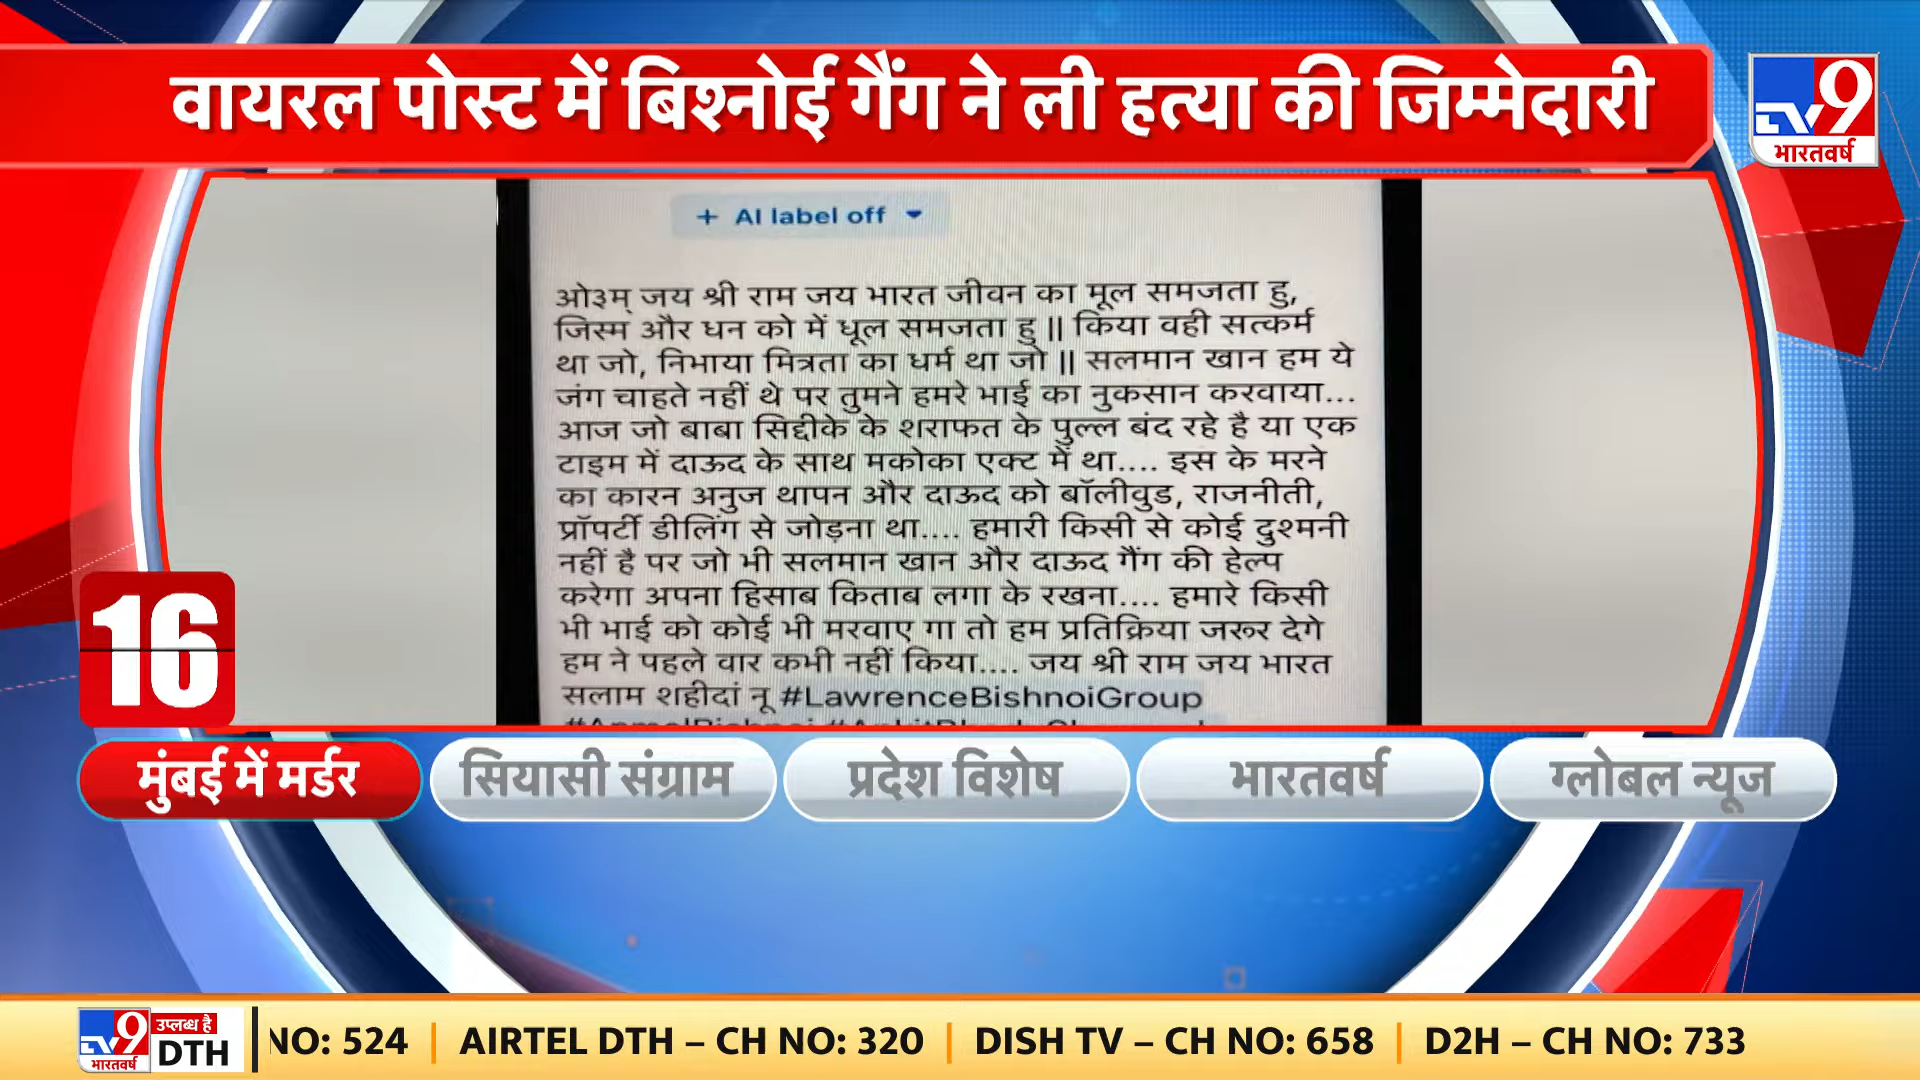 वायरल पोस्ट में बिश्नोई गैंग ने ली हत्या की जिम्मेदारी
TV9
भारतवर्ष
+ AI label off
ओ३म् जय श्री राम जय भारत जीवन का मूल समजता हु,
जिस्म और धन को में धूल समजता हु || किया वही सत्कर्म
था जो, निभाया मित्रता का धर्म था जो || सलमान खान हम ये
जंग चाहते नहीं थे पर तुमने हमरे भाई का नुकसान करवाया...
आज जो बाबा सिद्दीके के शराफत के पुल्ल बंद रहे है या एक
टाइम में दाऊद के साथ मकोका एक्ट में था.... इस के मरने
का कारन अनुज थापन और दाऊद को बॉलीवुड, राजनीती,
प्रॉपर्टी डीलिंग से जोड़ना था.... हमारी किसी से कोई दुश्मनी
नहीं है पर जो भी सलमान खान और दाऊद गैंग की हेल्प
करेगा अपना हिसाब किताब लगा के रखना.... हमारे किसी
भी भाई को कोई भी मरवाए गा तो हम प्रतिक्रिया जरूर देगे
हम ने पहले वार कभी नहीं किया.... जय श्री राम जय भारत
सलाम शहीदां नू #LawrenceBishnoiGroup
16
मुंबई में मर्डर
सियासी संग्राम
प्रदेश विशेष
भारतवर्ष
ग्लोबल न्यूज
TV9
भारतवर्ष
उप्लब्ध है
DTH
NO: 524 | AIRTEL DTH – CH NO: 320 | DISH TV – CH NO: 658 | D2H – CH NO: 733